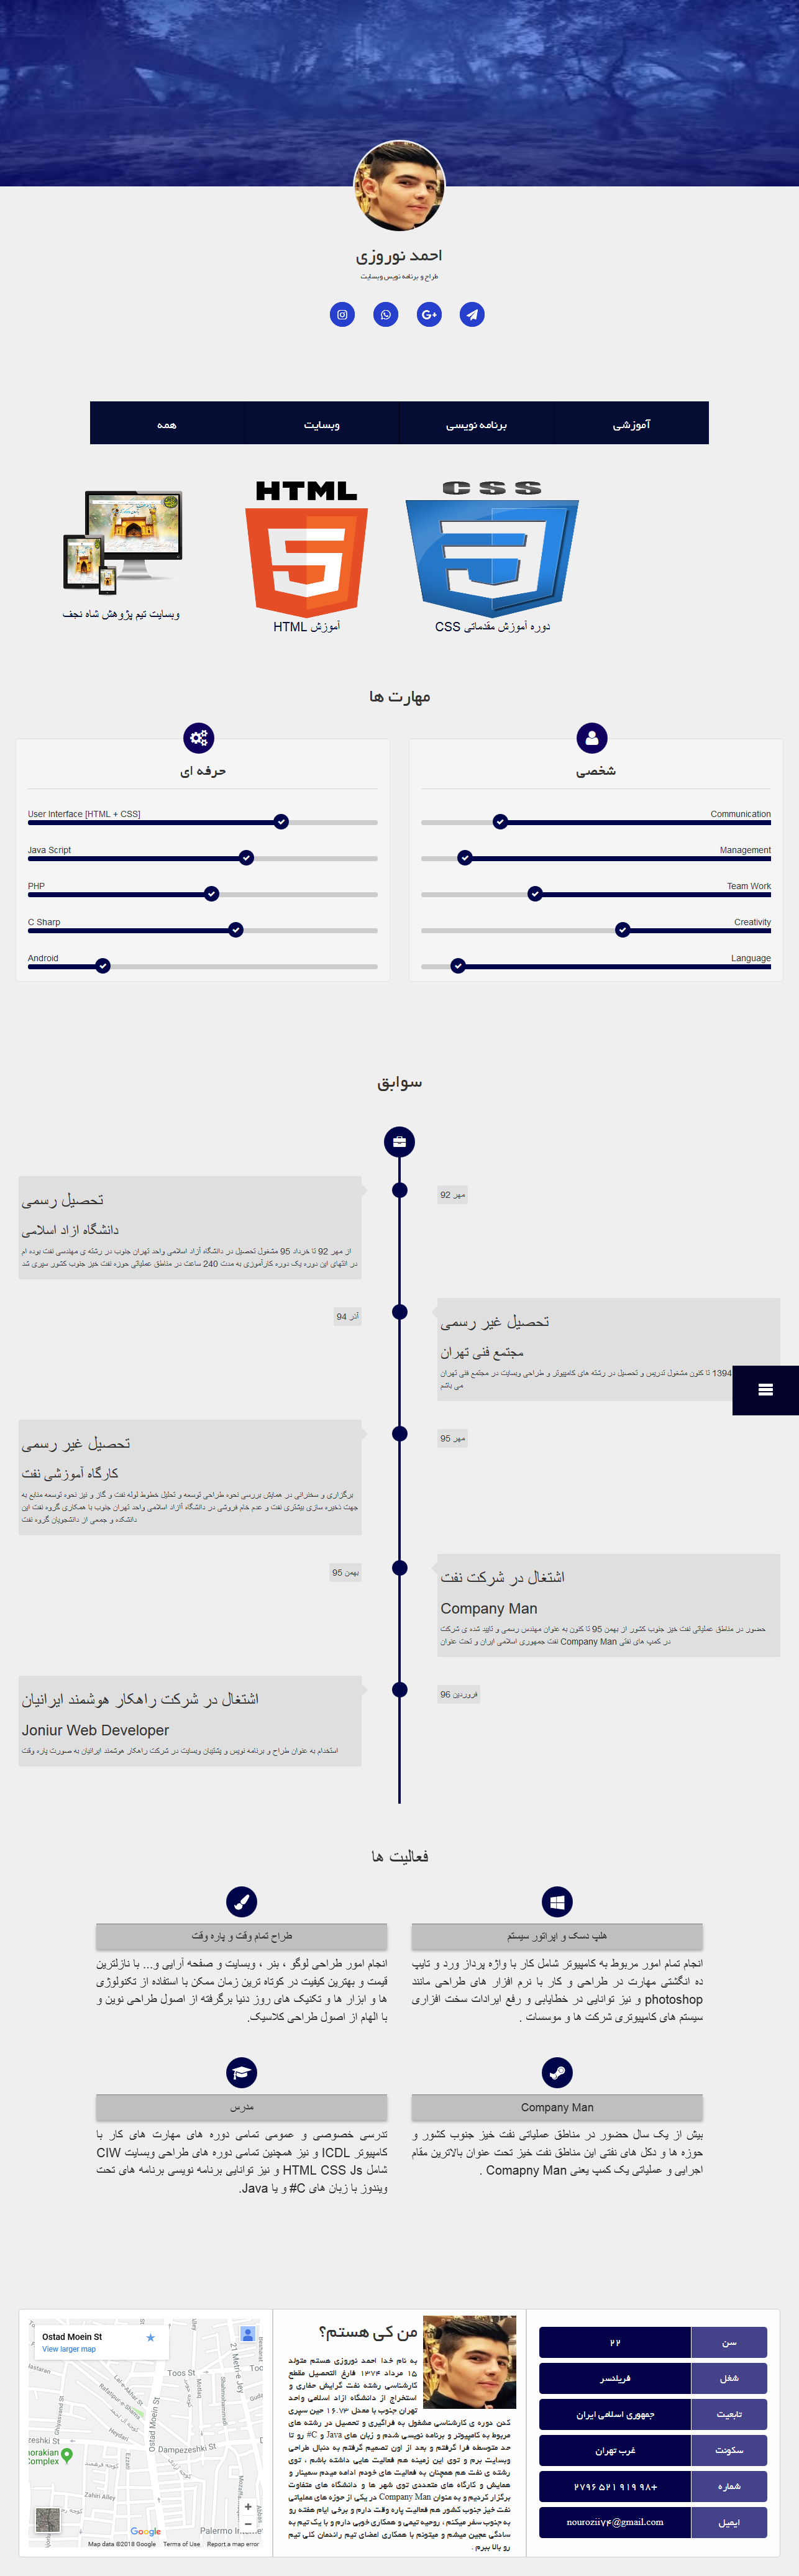 احمد نوروزی
طراح و برنامه نویس وبسایت
آموزشی
برنامه نویسی
وبسایت
همه
HTML
CSS
وبسایت تیم پژوهش شاه نجف
آموزش HTML
دوره آموزش مقدماتی CSS
مهارت ها
حرفه ای
User Interface [HTML + CSS]
Java Script
PHP
C Sharp
Android
شخصی
Communication
Management
Team Work
Creativity
Language
سوابق
مهر 92
تحصیل رسمی
دانشگاه ازاد اسلامی
از مهر 92 تا خرداد 95 مشغول تحصیل در دانشگاه آزاد اسلامی واحد تهران جنوب در رشته ی مهندسی نفت بوده ام
در انتهای این دوره یک دوره کارآموزی به مدت 240 ساعت در مناطق عملیاتی حوزه نفت خیز جنوب کشور سپری شد
آذر 94
تحصیل غیر رسمی
مجتمع فنی تهران
1394 تا کنون مشغول تدریس و تحصیل در رشته های کامپیوتر و طراحی وبسایت در مجتمع فنی تهران
می باشم
مهر 95
تحصیل غیر رسمی
کارگاه آموزشی نفت
برگزاری و سخنرانی در همایش بررسی نحوه طراحی توسعه و تحلیل خطوط لوله نفت و گاز و نیز نحوه توسعه منابع به
جهت ذخیره سازی بیشتری نفت و عدم خام فروشی در دانشگاه آزاد اسلامی واحد تهران جنوب با همکاری گروه نفت این
دانشکده و جمعی از دانشجویان گروه نفت
بهمن 95
اشتغال در شرکت نفت
Company Man
حضور در مناطق عملیاتی نفت خیز جنوب کشور از بهمن 95 تا کنون به عنوان مهندس رسمی و تایید شده ی شرکت
نفت جمهوری اسلامی ایران و تحت عنوان Company Man در کمپ های نفتی
فروردین 96
اشتغال در شرکت راهکار هوشمند ایرانیان
Joniur Web Developer
استخدام به عنوان طراح و برنامه نویس و پشتیبان وبسایت در شرکت راهکار هوشمند ایرانیان به صورت پاره وقت
فعالیت ها
هلپ دسک و اپراتور سیستم
انجام تمام امور مربوط به کامپیوتر شامل کار با واژه پرداز ورد و تایپ
ده انگشتی مهارت در طراحی و کار با نرم افزار های طراحی مانند
photoshop و نیز توانایی در خطایابی و رفع ایرادات سخت افزاری
سیستم های کامپیوتری شرکت ها و موسسات .
طراح تمام وقت و پاره وقت
انجام امور طراحی لوگو ، بنر ، وبسایت و صفحه آرایی و... با نازلترین
قیمت و بهترین کیفیت در کوتاه ترین زمان ممکن با استفاده از تکنولوژی
ها و ابزار ها و تکنیک های روز دنیا برگرفته از اصول طراحی نوین و
با الهام از اصول طراحی کلاسیک.
Company Man
بیش از یک سال حضور در مناطق عملیاتی نفت خیز جنوب کشور و
حوزه ها و دکل های نفتی این مناطق نفت خیز تحت عنوان بالاترین مقام
اجرایی و عملیاتی یک کمپ یعنی Comapny Man .
مدرس
تدرسی خصوصی و عمومی تمامی دوره های مهارت های کار با
کامپیوتر ICDL و نیز همچنین تمامی دوره های طراحی وبسایت CIW
شامل HTML CSS Js و نیز توانایی برنامه نویسی برنامه های تحت
ویندوز با زبان های C# و یا Java.
سن
۲۲
شغل
فریلنسر
تابعیت
جمهوری اسلامی ایران
سکونت
غرب تهران
شماره
+۹۸ ۹۱۹ ۵۲۱ ۲۷۹۶
ایمیل
nourozii۷۴@gmail.com
من کی هستم؟
به نام خدا احمد نوروزی هستم متولد
۱۵ مرداد ۱۳۷۴ فارغ التحصیل مقطع
کارشناسی رشته نفت گرایش حفاری و
استخراج از دانشگاه ازاد اسلامی واحد
تهران جنوب با معدل ۱۶.۷۳ حین سپری
کدن دوره ی کارشناسی مشغول به فراگیری و تحصیل در رشته های
مربوط به کامپیوتر و برنامه نویسی شدم و زبان های Java و C# رو تا
حد متوسطه فرا گرفتم و بعد از اون تصمیم گرفتم به دنبال طراحی
وبسایت برم و توی این زمینه هم فعالیت هایی داشته باشم ، توی
رشته ی نفت هم همچنان به فعالیت های خودم ادامه میدم سمینار و
همایش و کارگاه های متعددی توی شهر ها و دانشگاه های متفاوت
برگزار کردیم و به عنوان Company Man در یکی از حوزه های عملیاتی
نفت خیز جنوب کشور هم فعالیت پاره وقت دارم و برخی ایام هفته رو
به جنوب سفر میکنم ، روحیه تیمی و همکاری خوبی دارم و با یک تیم به
سادگی عجین میشم و میتونم با همکاری اعضای تیم راندمان کلی تیم
رو بالا ببرم .
Ostad Moein St
View larger map
Toos St
21 Metri-e Jey
Lal-e-Akhar St
Ratanpur-e-Shomali
Heydari
Ostad Moein St
Dampezeshki St
Zahin Alley
Palermo
Google
Map data ©2018 Google
Terms of Use
Report a map error